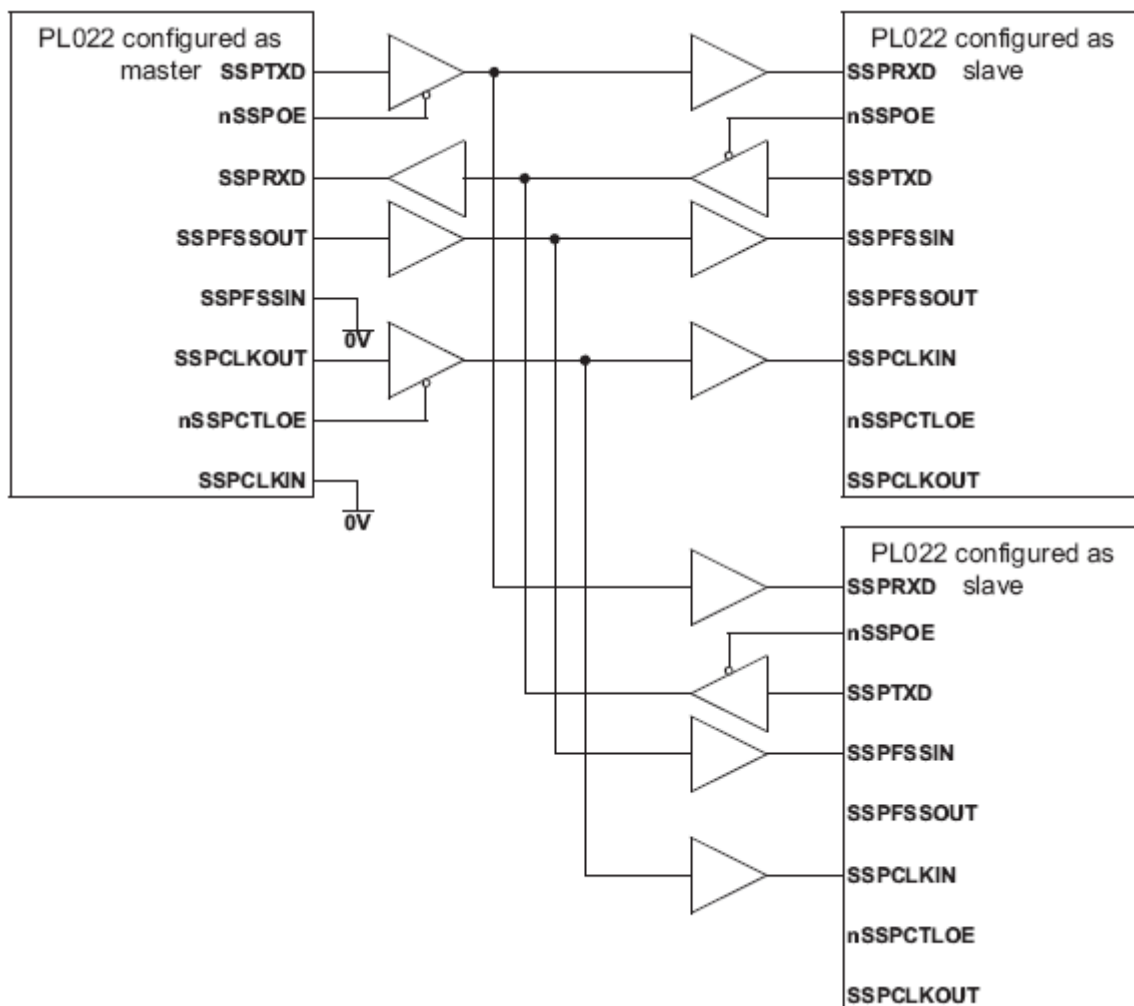 PL022 configured as
master SSPTXD
nSSPOE
SSPRXD
SSPFSSOUT
SSPFSSIN
0V
SSPCLKOUT
nSSPCTLOE
SSPCLKIN
0V
PL022 configured as
SSPRXD slave
nSSPOE
SSPTXD
SSPFSSIN
SSPFSSOUT
SSPCLKIN
nSSPCTLOE
SSPCLKOUT
PL022 configured as
SSPRXD slave
nSSPOE
SSPTXD
SSPFSSIN
SSPFSSOUT
SSPCLKIN
nSSPCTLOE
SSPCLKOUT